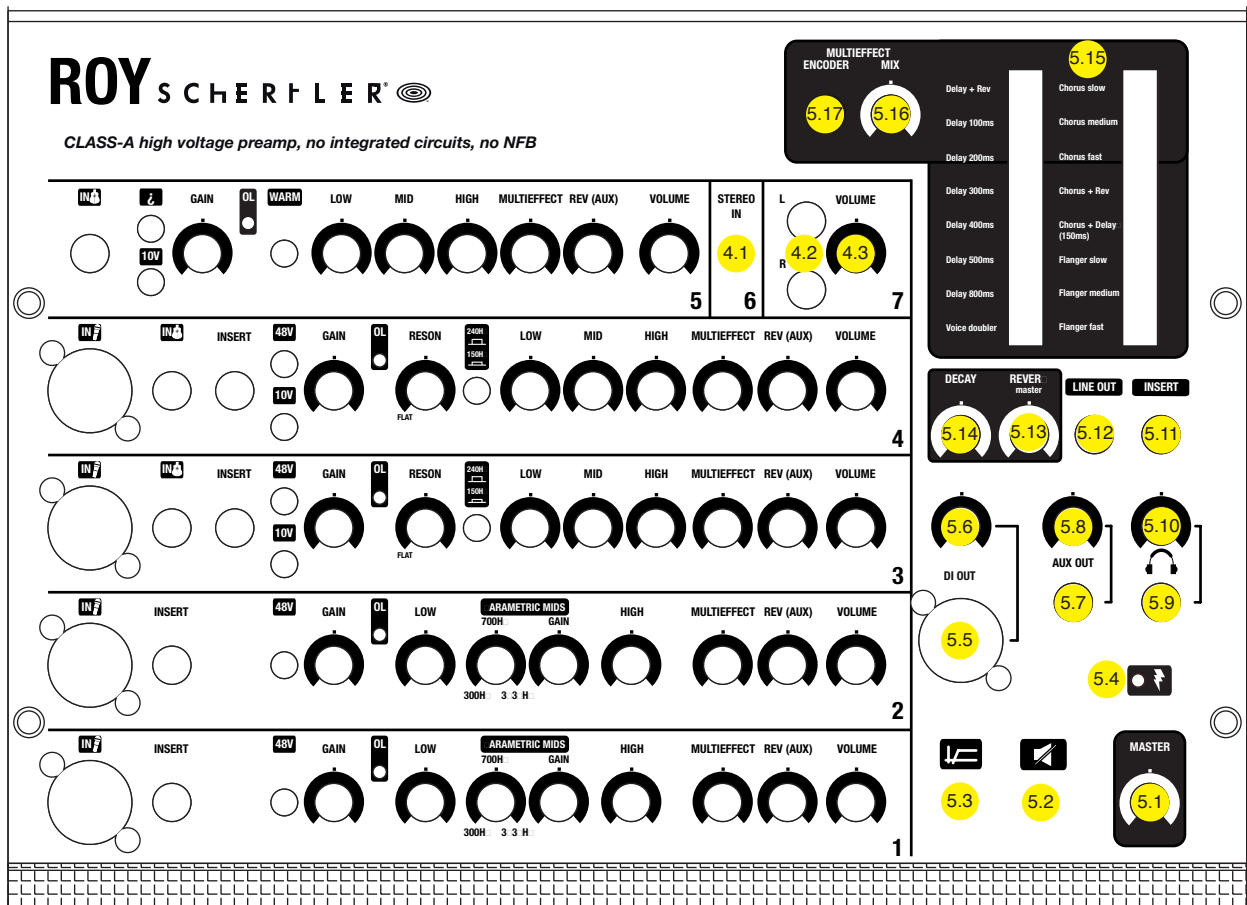 ROY SCHERTLER®
CLASS-A high voltage preamp, no integrated circuits, no NFB
MULTIEFFECT
ENCODER MIX
5.17 5.16
5.15
Delay + Rev Chorus slow
Delay 100ms Chorus medium
Delay 200ms Chorus fast
Delay 300ms Chorus + Rev
Delay 400ms Chorus + Delay
(150ms)
Delay 500ms Flanger slow
Delay 800ms Flanger medium
Voice doubler Flanger fast
IN ¿ GAIN OL WARM LOW MID HIGH MULTIEFFECT REV (AUX) VOLUME
10V
5
STEREO
IN
4.1
6
L VOLUME
4.2 4.3
R
7
IN IN INSERT 48V GAIN OL RESON 240H LOW MID HIGH MULTIEFFECT REV (AUX) VOLUME
150H
10V
FLAT
4
IN IN INSERT 48V GAIN OL RESON 240H LOW MID HIGH MULTIEFFECT REV (AUX) VOLUME
150H
10V
FLAT
3
IN INSERT 48V GAIN OL LOW ARAMETRIC MIDS HIGH MULTIEFFECT REV (AUX) VOLUME
700H GAIN
300H 3 3 H
2
IN INSERT 48V GAIN OL LOW ARAMETRIC MIDS HIGH MULTIEFFECT REV (AUX) VOLUME
700H GAIN
300H 3 3 H
1
DECAY REVER LINE OUT INSERT
master
5.14 5.13 5.12 5.11
5.6 5.8 5.10
DI OUT AUX OUT
5.7 5.9
5.5
5.4
MASTER
5.3 5.2 5.1